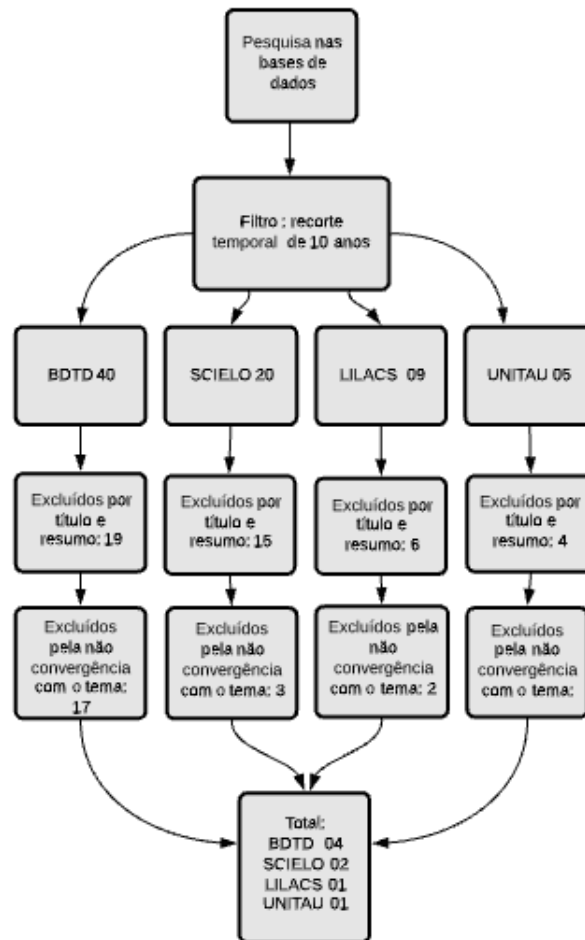 Pesquisa nas
bases de
dados
Filtro : recorte
temporal de 10 anos
BDTD 40
SCIELO 20
LILACS 09
UNITAU 05
Excluídos por
título e
resumo: 19
Excluídos por
título e
resumo: 15
Excluídos por
título e
resumo: 6
Excluídos por
título e
resumo: 4
Excluídos
pela não
convergência
com o tema:
17
Excluídos
pela não
convergência
com o tema: 3
Excluídos pela
não
convergência
com o tema: 2
Excluídos
pela não
convergência
com o tema:
Total:
BDTD 04
SCIELO 02
LILACS 01
UNITAU 01